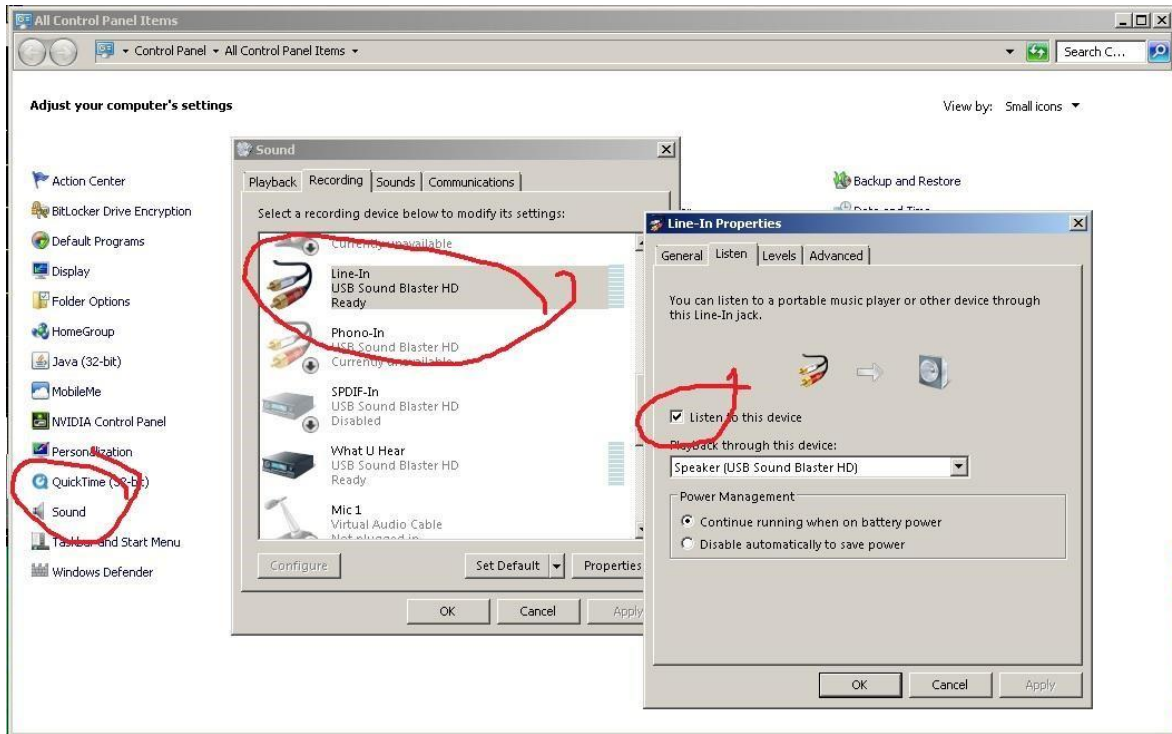 All Control Panel Items
Control Panel All Control Panel Items
Search C...
Adjust your computer's settings
View by: Small icons
Action Center
BitLocker Drive Encryption
Default Programs
Display
Folder Options
HomeGroup
Java (32-bit)
MobileMe
NVIDIA Control Panel
Personalization
QuickTime (32-bit)
Sound
Taskbar and Start Menu
Windows Defender
Backup and Restore
Date and Time
Sound
Playback Recording Sounds Communications
Select a recording device below to modify its settings:
Currently unavailable
Line-In
USB Sound Blaster HD
Ready
Phono-In
USB Sound Blaster HD
Currently unavailable
SPDIF-In
USB Sound Blaster HD
Disabled
What U Hear
USB Sound Blaster HD
Ready
Mic 1
Virtual Audio Cable
Not plugged in
Configure Set Default Properties
OK Cancel Apply
Line-In Properties
General Listen Levels Advanced
You can listen to a portable music player or other device through
this Line-In jack.
Listen to this device
Playback through this device:
Speaker (USB Sound Blaster HD)
Power Management
Continue running when on battery power
Disable automatically to save power
OK Cancel Apply